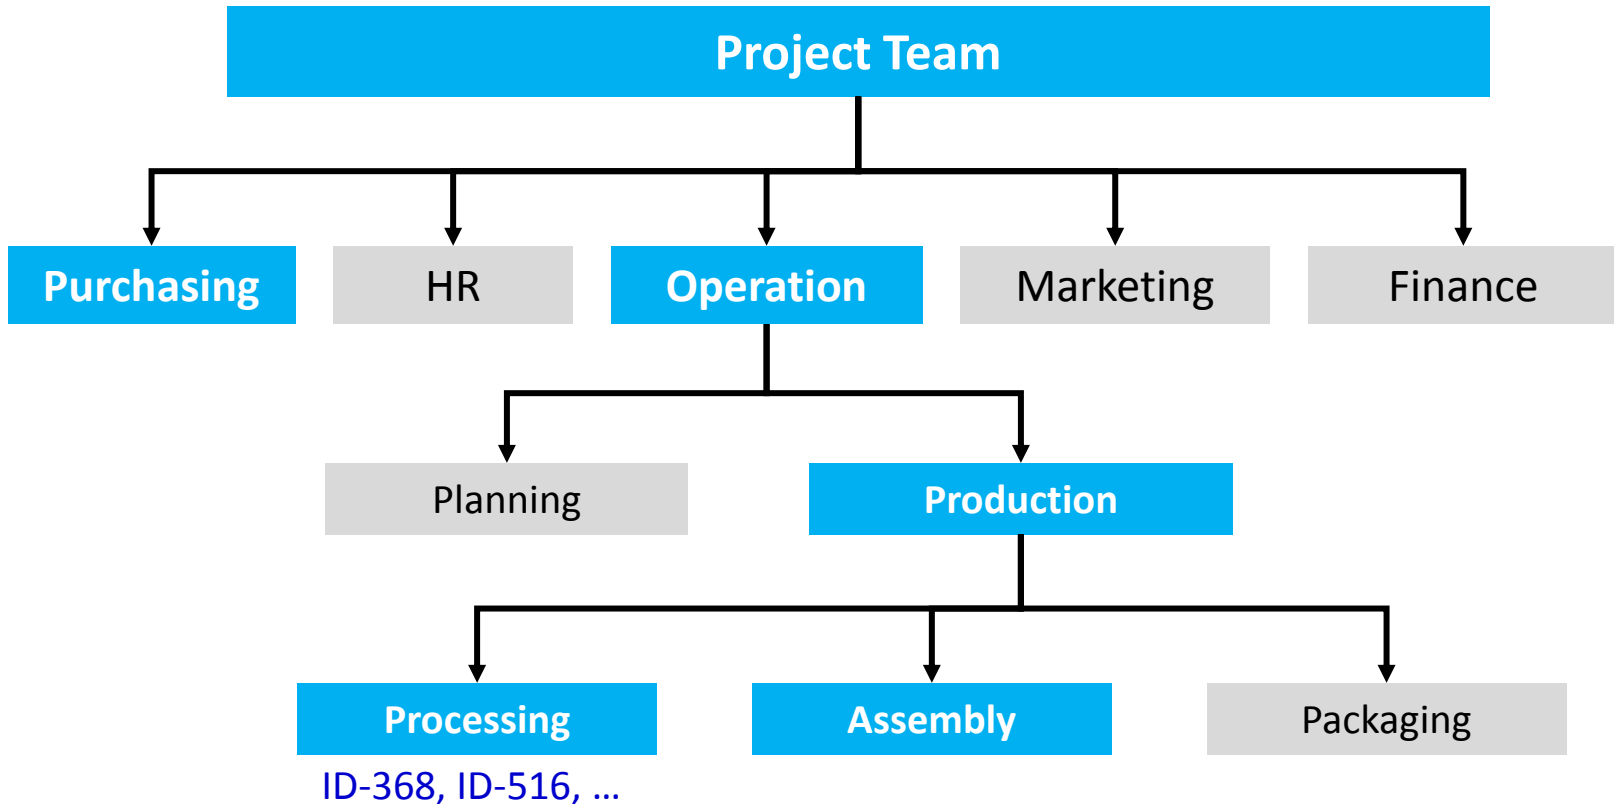 Project Team
Purchasing
HR
Operation
Marketing
Finance
Planning
Production
Processing
Assembly
Packaging
ID-368, ID-516, ...